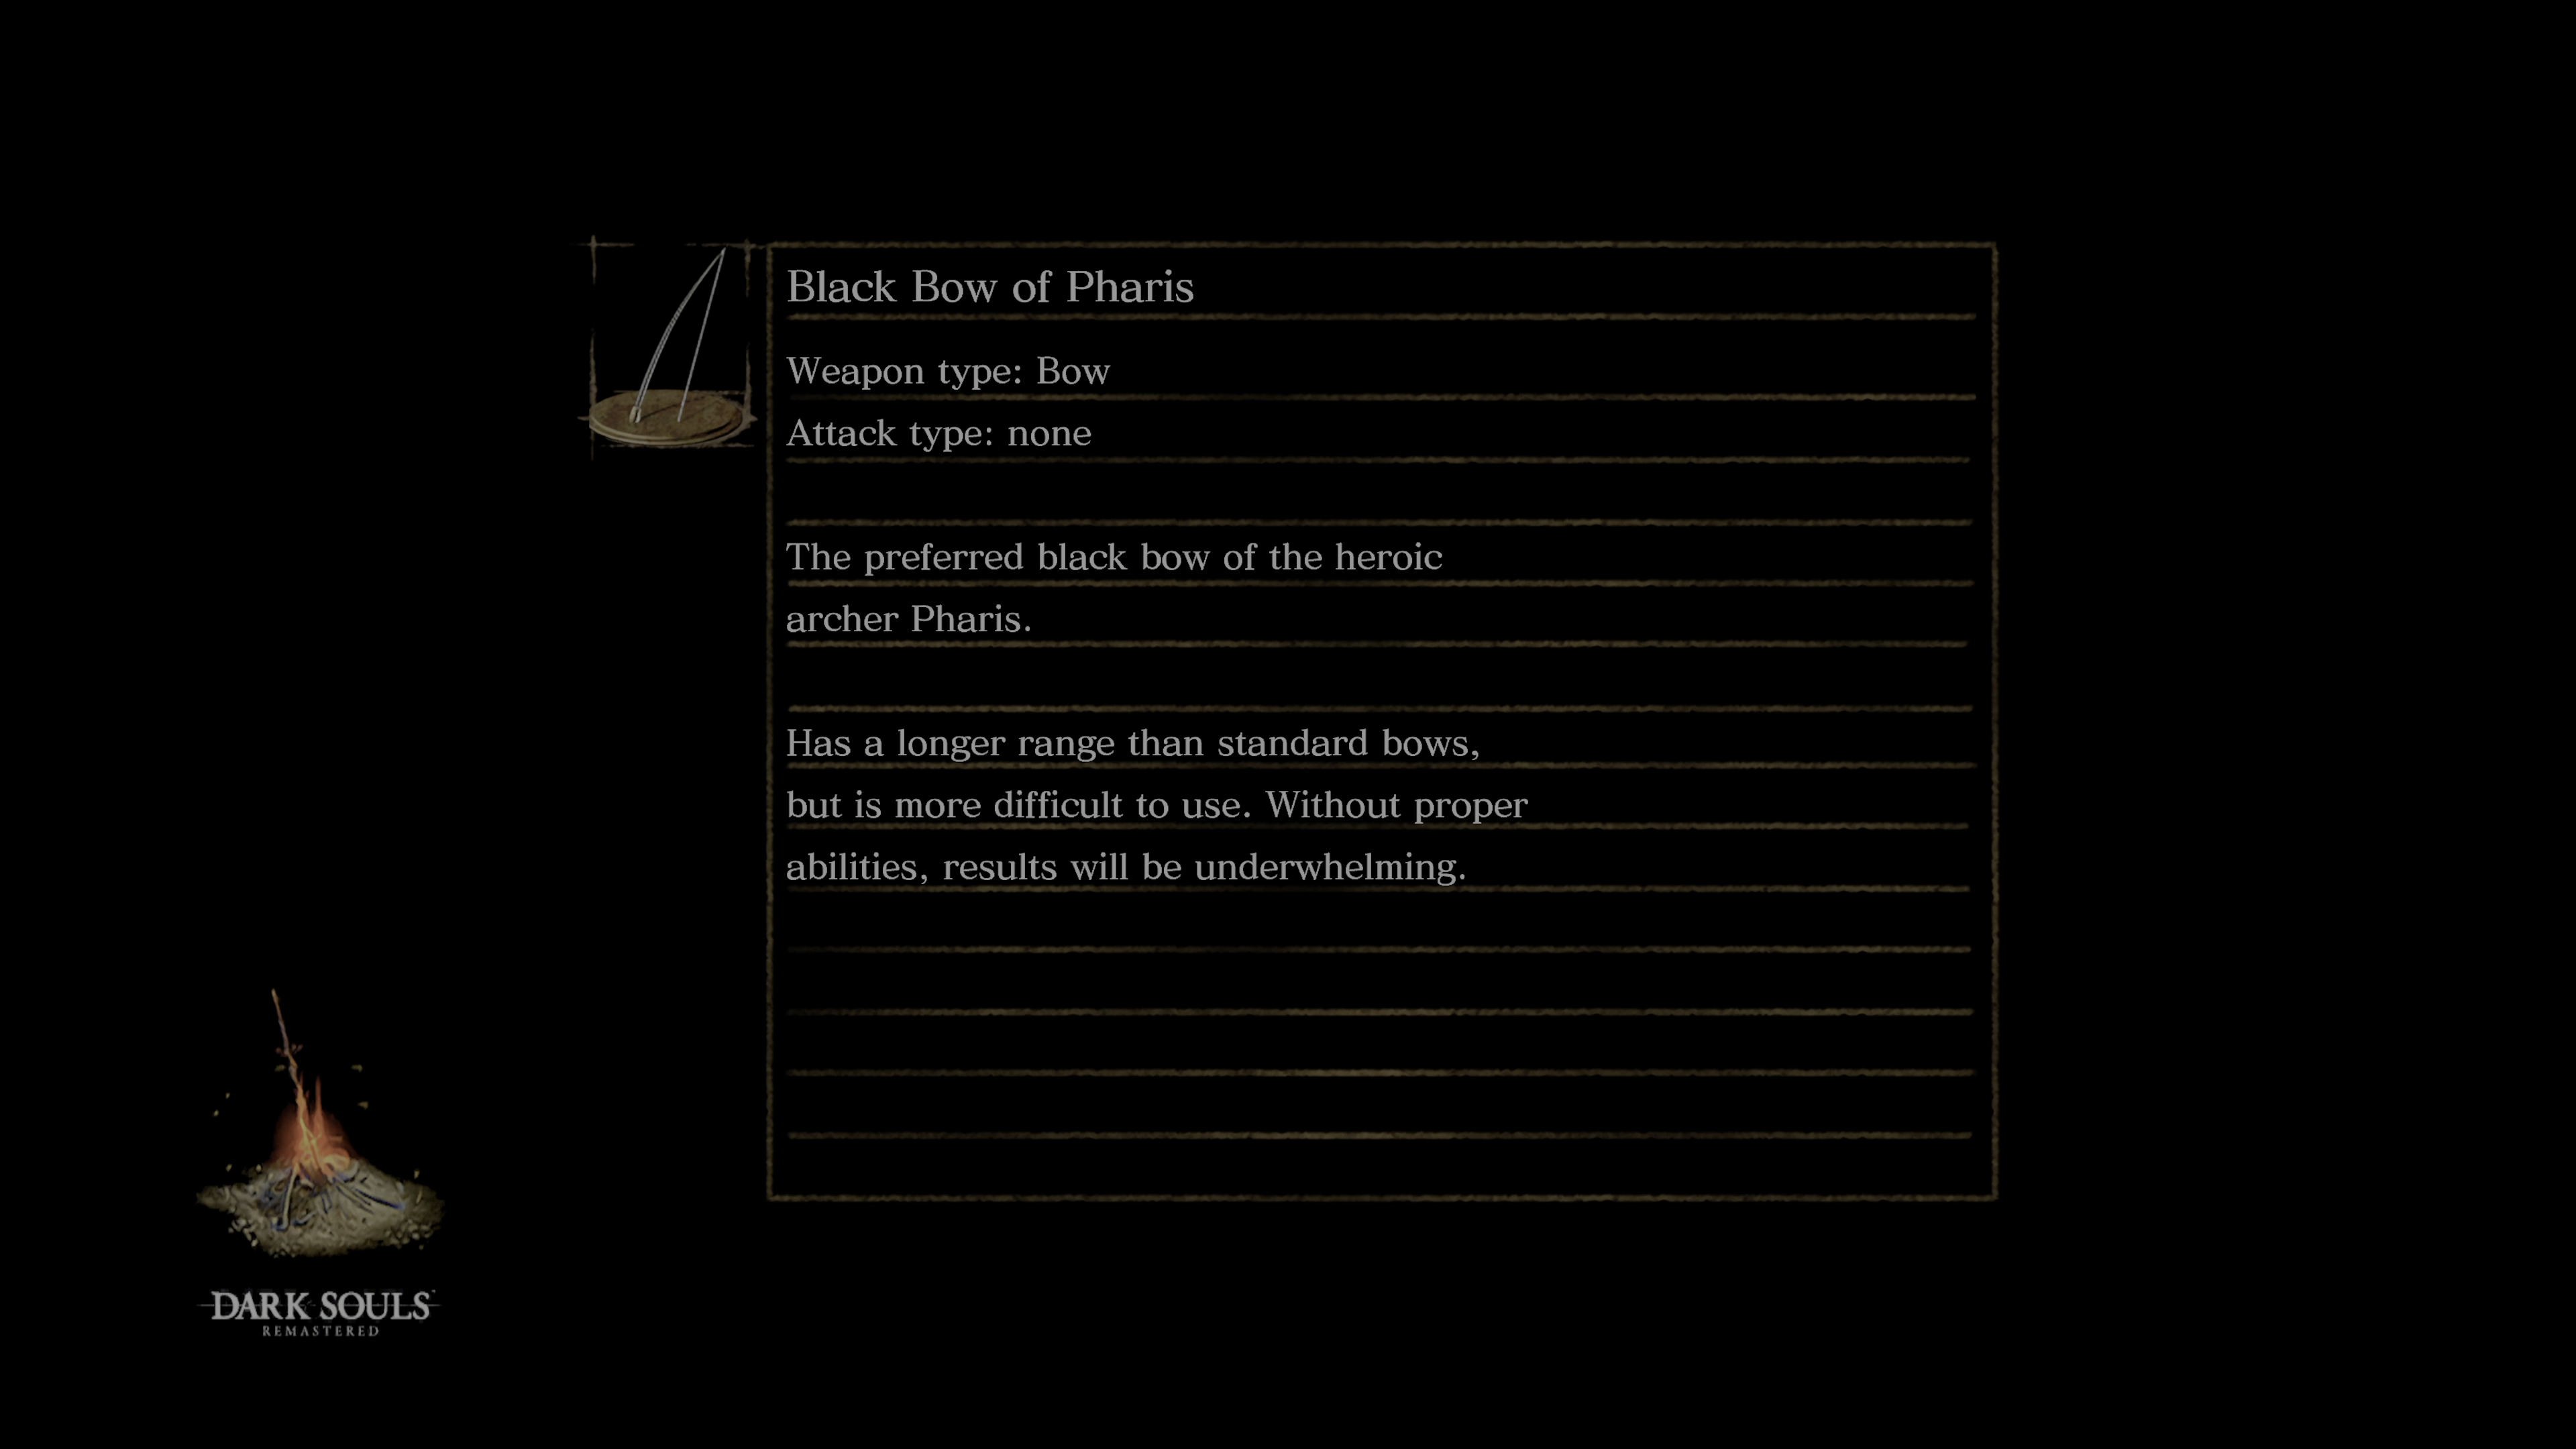 Black Bow of Pharis
Weapon type: Bow
Attack type: none
The preferred black bow of the heroic
archer Pharis.
Has a longer range than standard bows,
but is more difficult to use. Without proper
abilities, results will be underwhelming.
DARK SOULS
REMASTERED